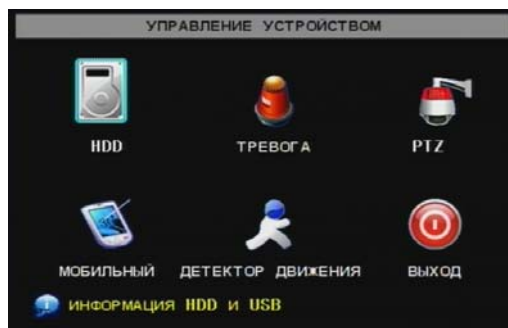 УПРАВЛЕНИЕ УСТРОЙСТВОМ
HDD ТРЕВОГА PTZ
МОБИЛЬНЫЙ ДЕТЕКТОР ДВИЖЕНИЯ ВЫХОД
ИНФОРМАЦИЯ HDD И USB